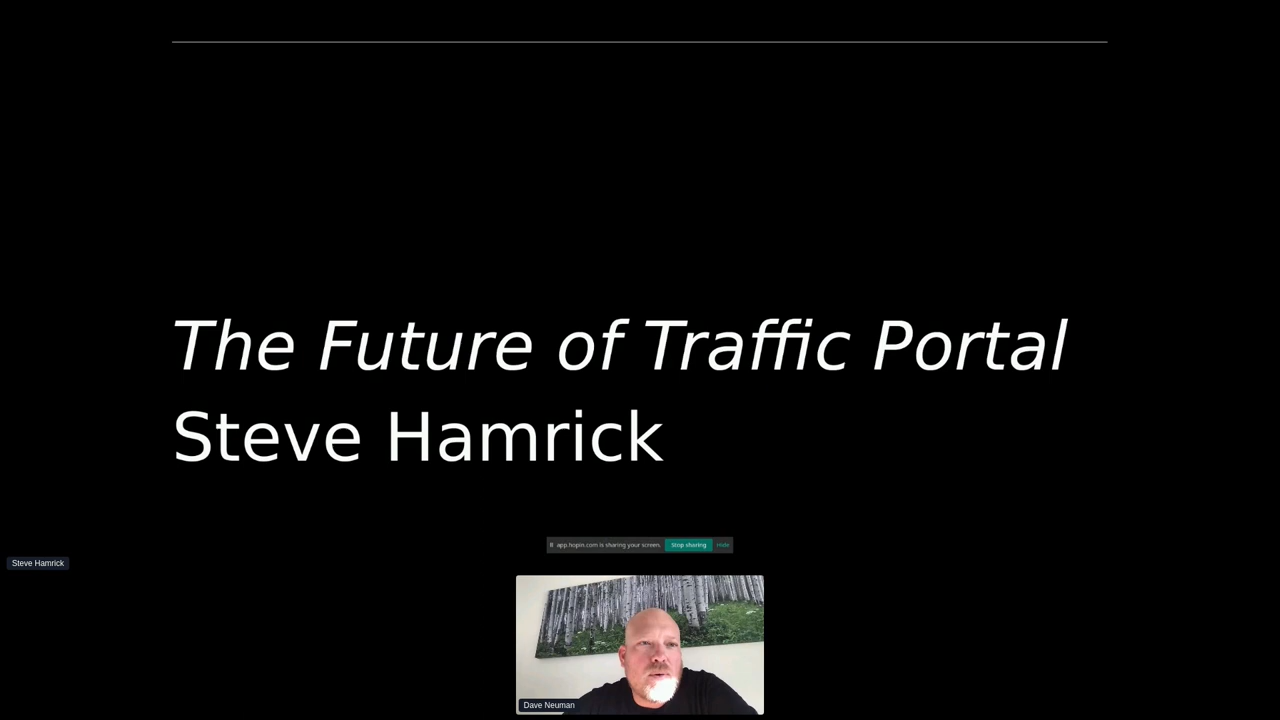 The Future of Traffic Portal
Steve Hamrick
app.hopin.com is sharing your screen.
Stop sharing
Hide
Steve Hamrick
Dave Neuman